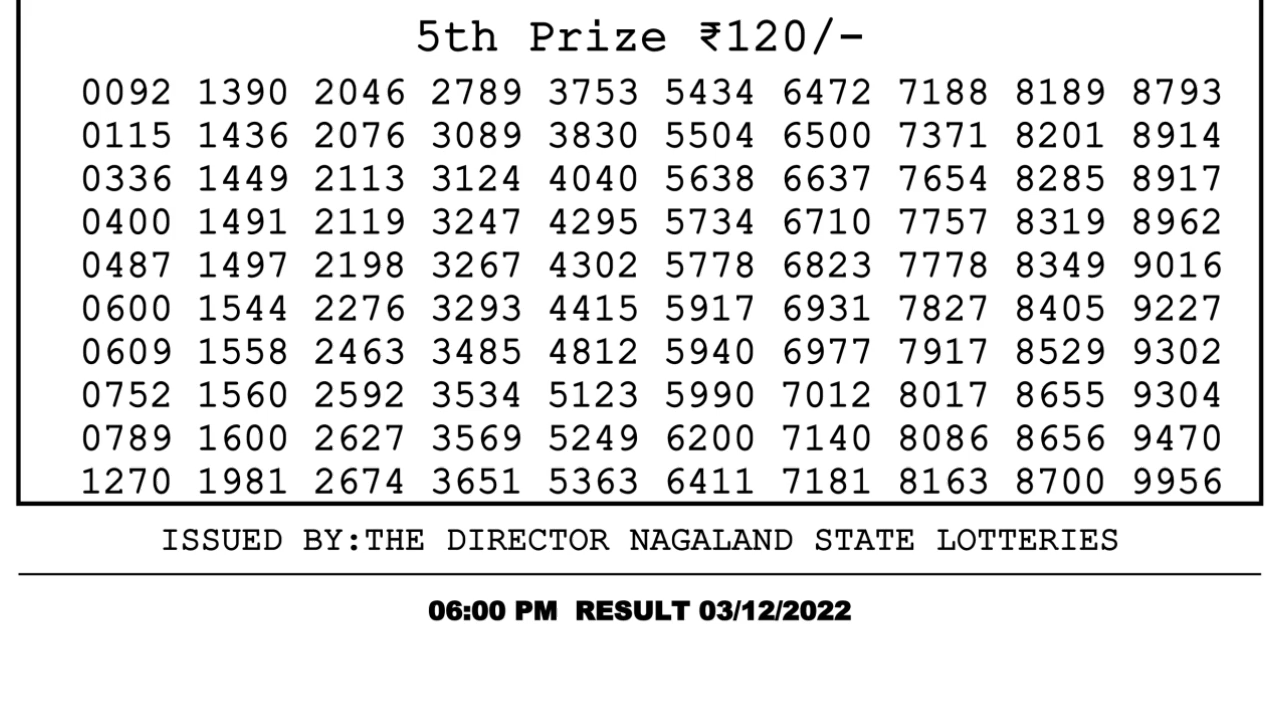 5th Prize ₹120/-
0092 1390 2046 2789 3753 5434 6472 7188 8189 8793
0115 1436 2076 3089 3830 5504 6500 7371 8201 8914
0336 1449 2113 3124 4040 5638 6637 7654 8285 8917
0400 1491 2119 3247 4295 5734 6710 7757 8319 8962
0487 1497 2198 3267 4302 5778 6823 7778 8349 9016
0600 1544 2276 3293 4415 5917 6931 7827 8405 9227
0609 1558 2463 3485 4812 5940 6977 7917 8529 9302
0752 1560 2592 3534 5123 5990 7012 8017 8655 9304
0789 1600 2627 3569 5249 6200 7140 8086 8656 9470
1270 1981 2674 3651 5363 6411 7181 8163 8700 9956
ISSUED BY:THE DIRECTOR NAGALAND STATE LOTTERIES
06:00 PM RESULT 03/12/2022